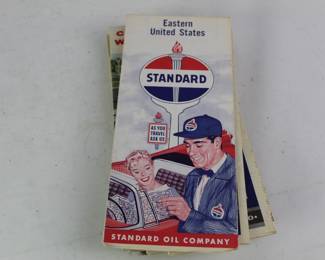 Eastern
United States
STANDARD
AS YOU
TRAVEL
ASK US
STANDARD OIL COMPANY